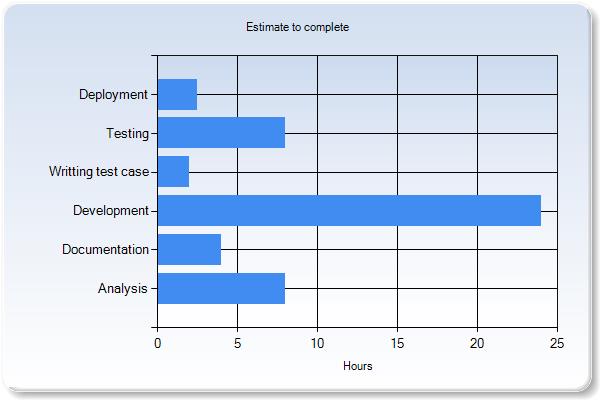 Estimate to complete
Deployment
Testing
Writting test case
Development
Documentation
Analysis
0 5 10 15 20 25
Hours